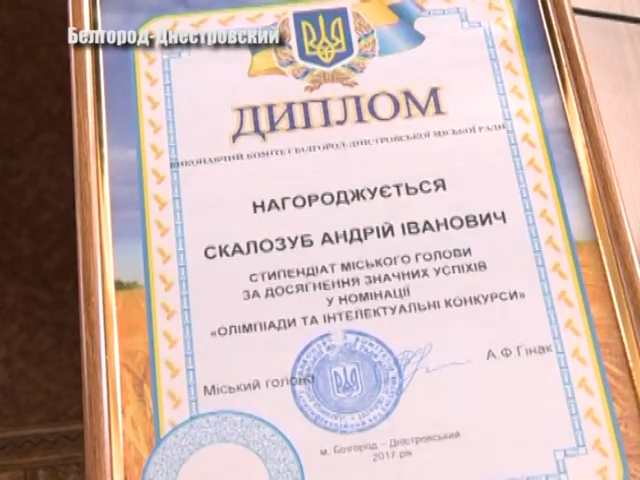 Белгород-Днестровский
ДИПЛОМ
ВИКОНАВЧИЙ КОМІТЕТ БІЛГОРОД-ДНІСТРОВСЬКОЇ МІСЬКОЇ РАДИ
НАГОРОДЖУЄТЬСЯ
СКАЛОЗУБ АНДРІЙ ІВАНОВИЧ
СТИПЕНДІАТ МІСЬКОГО ГОЛОВИ
ЗА ДОСЯГНЕННЯ ЗНАЧНИХ УСПІХІВ
У НОМІНАЦІЇ
«ОЛІМПІАДИ ТА ІНТЕЛЕКТУАЛЬНІ КОНКУРСИ»
Міський голова А.Ф.Гінак
м. Білгород – Дністровський
2017 рік